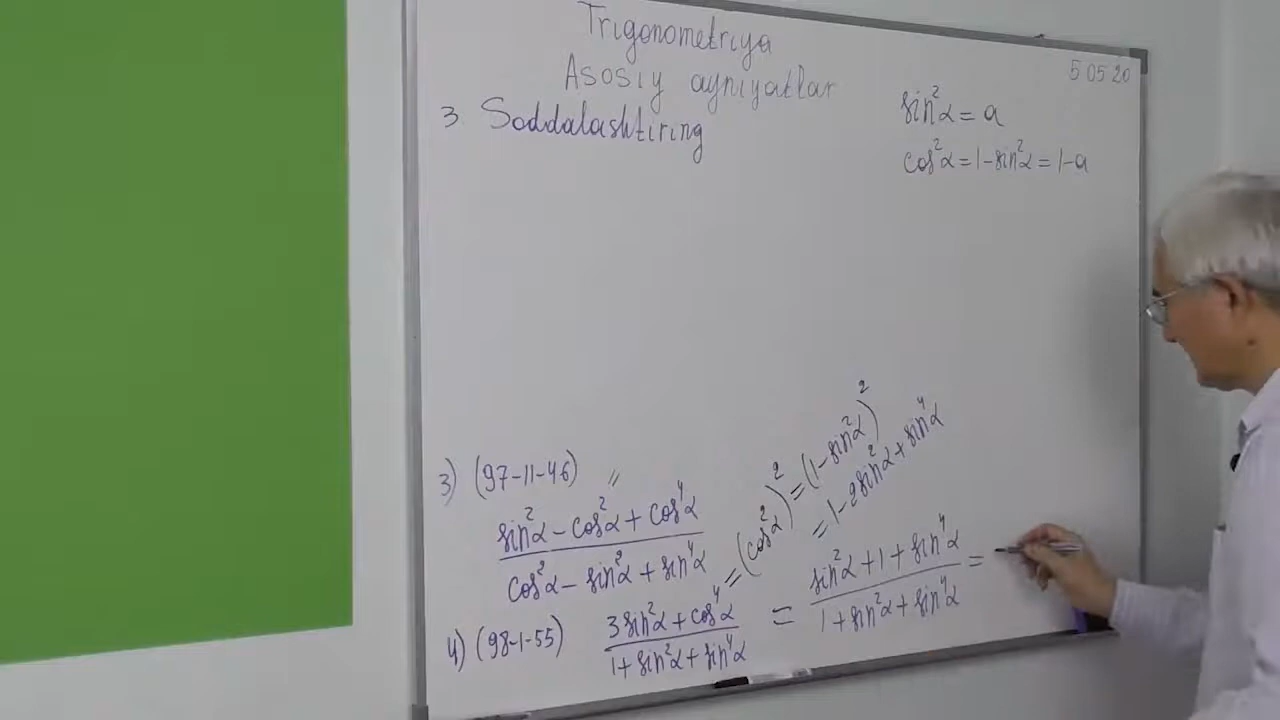 Trigonometriya
Asosiy ayniyatlar
5 05 20
3 Soddalashtiring
sin²α = a
cos²α = 1 - sin²α = 1 - a
3) (97-11-46)
(sin²α - cos²α + cos⁴α) / (cos²α - sin²α + sin⁴α)
4) (98-1-55) (3sin²α + cos⁴α) / (1 + sin²α + sin⁴α) = (sin²α + 1 + sin⁴α) / (1 + sin²α + sin⁴α) =
= (cos²α)² = (1 - sin²α)²
= 1 - 2sin²α + sin⁴α